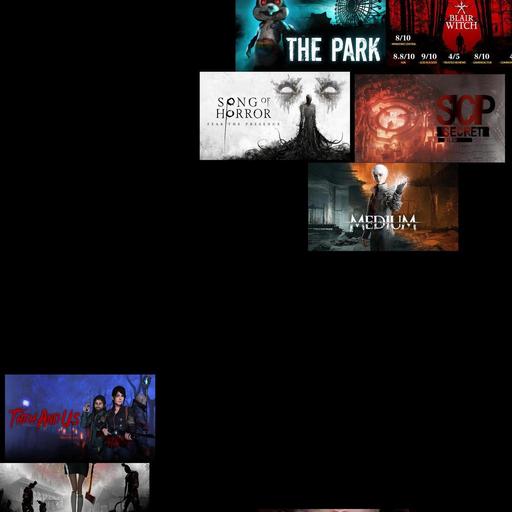 THE PARK
BLAIR
WITCH
8/10
8.8/10 9/10 4/5 8/10
SONG OF
HORROR
FEAR THE PRESENCE
SCP
SECRET
MEDIUM
THEM AND US